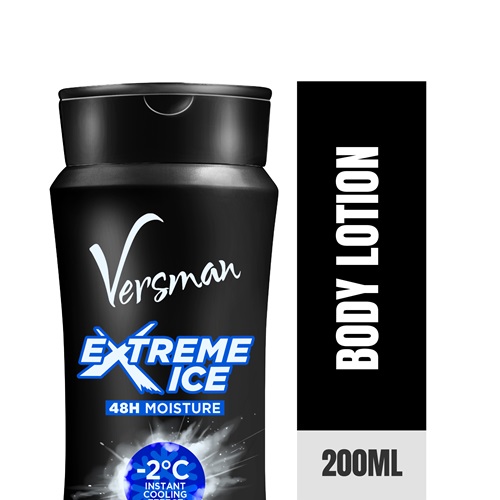 Versman
EXTREME
ICE
48H MOISTURE
-2°C
INSTANT
COOLING
BODY LOTION
200ML